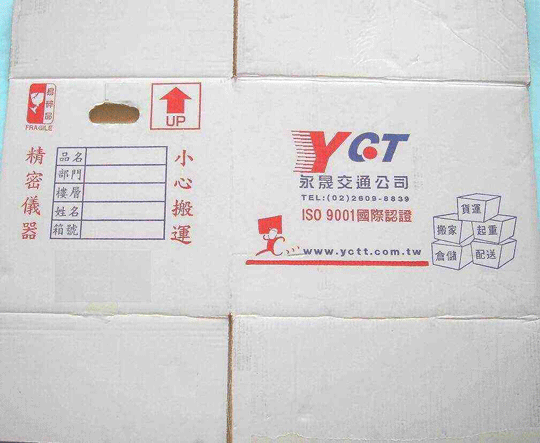 易碎品
FRAGILE
UP
精密儀器
品名
部門
樓層
姓名
箱號
小心搬運
YCT
永晟交通公司
TEL:(02)2609-8839
ISO 9001國際認證
www.yctt.com.tw
貨運
搬家
起重
倉儲
配送